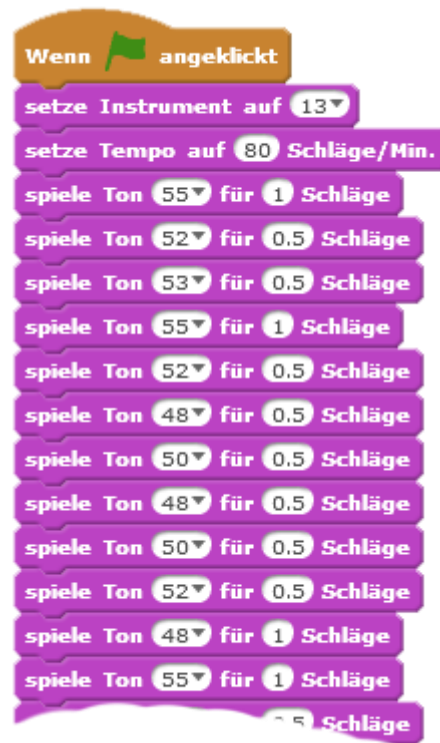 Wenn angeklickt
setze Instrument auf 13
setze Tempo auf 80 Schläge/Min.
spiele Ton 55 für 1 Schläge
spiele Ton 52 für 0.5 Schläge
spiele Ton 53 für 0.5 Schläge
spiele Ton 55 für 1 Schläge
spiele Ton 52 für 0.5 Schläge
spiele Ton 48 für 0.5 Schläge
spiele Ton 50 für 0.5 Schläge
spiele Ton 48 für 0.5 Schläge
spiele Ton 50 für 0.5 Schläge
spiele Ton 52 für 0.5 Schläge
spiele Ton 48 für 1 Schläge
spiele Ton 55 für 1 Schläge
Schläge